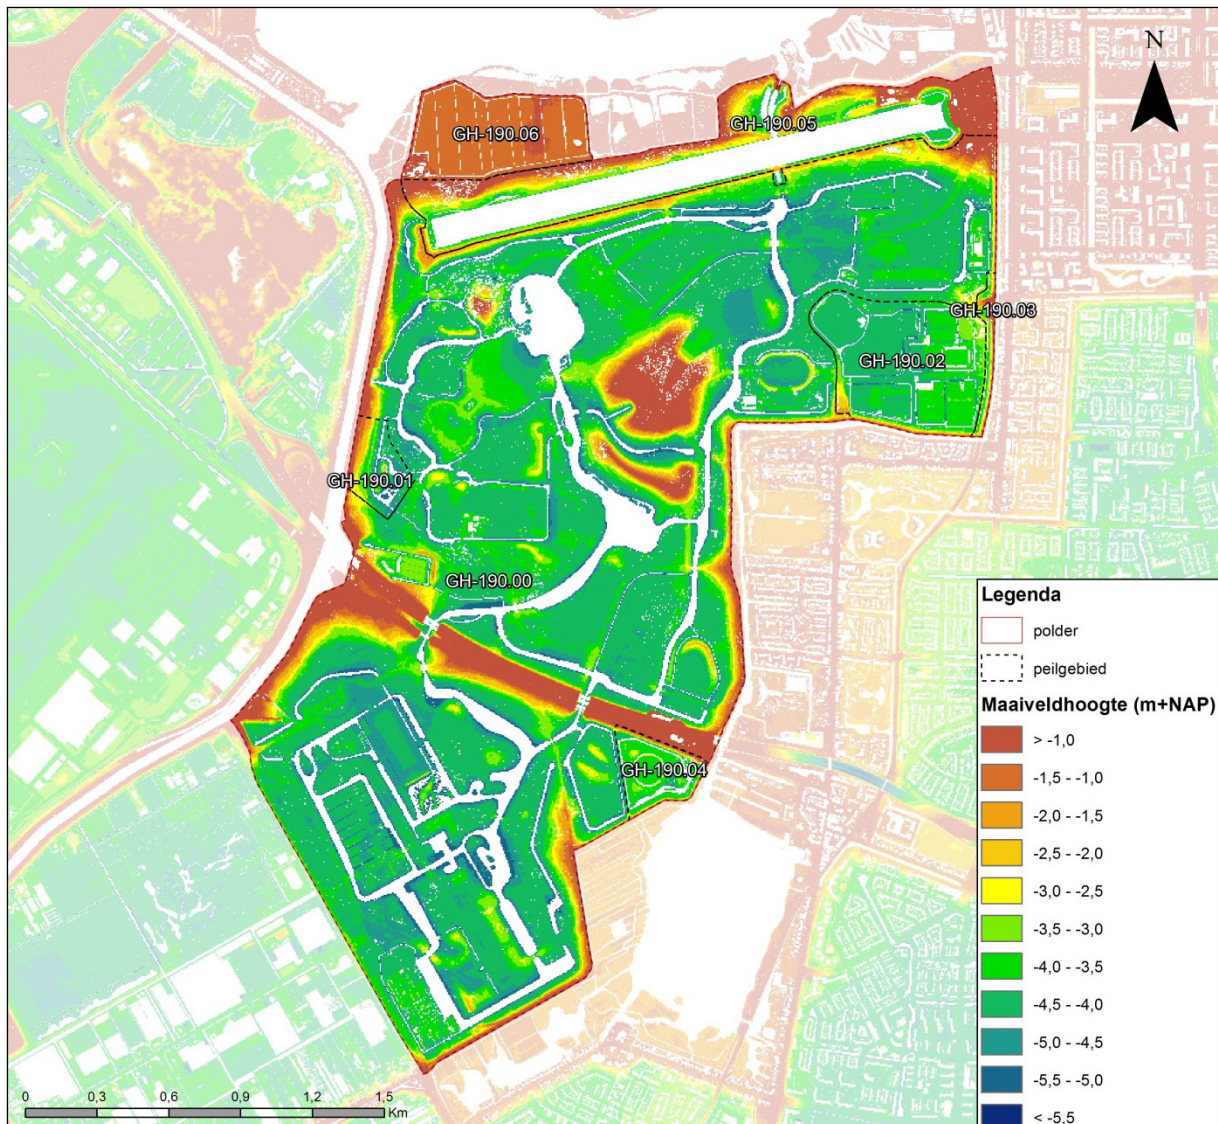 N
GH-190.06
GH-190.05
GH-190.03
GH-190.02
GH-190.01
GH-190.00
GH-190.04
Legenda
polder
peilgebied
Maaiveldhoogte (m+NAP)
> -1,0
-1,5 - -1,0
-2,0 - -1,5
-2,5 - -2,0
-3,0 - -2,5
-3,5 - -3,0
-4,0 - -3,5
-4,5 - -4,0
-5,0 - -4,5
-5,5 - -5,0
< -5,5
0 0,3 0,6 0,9 1,2 1,5
Km